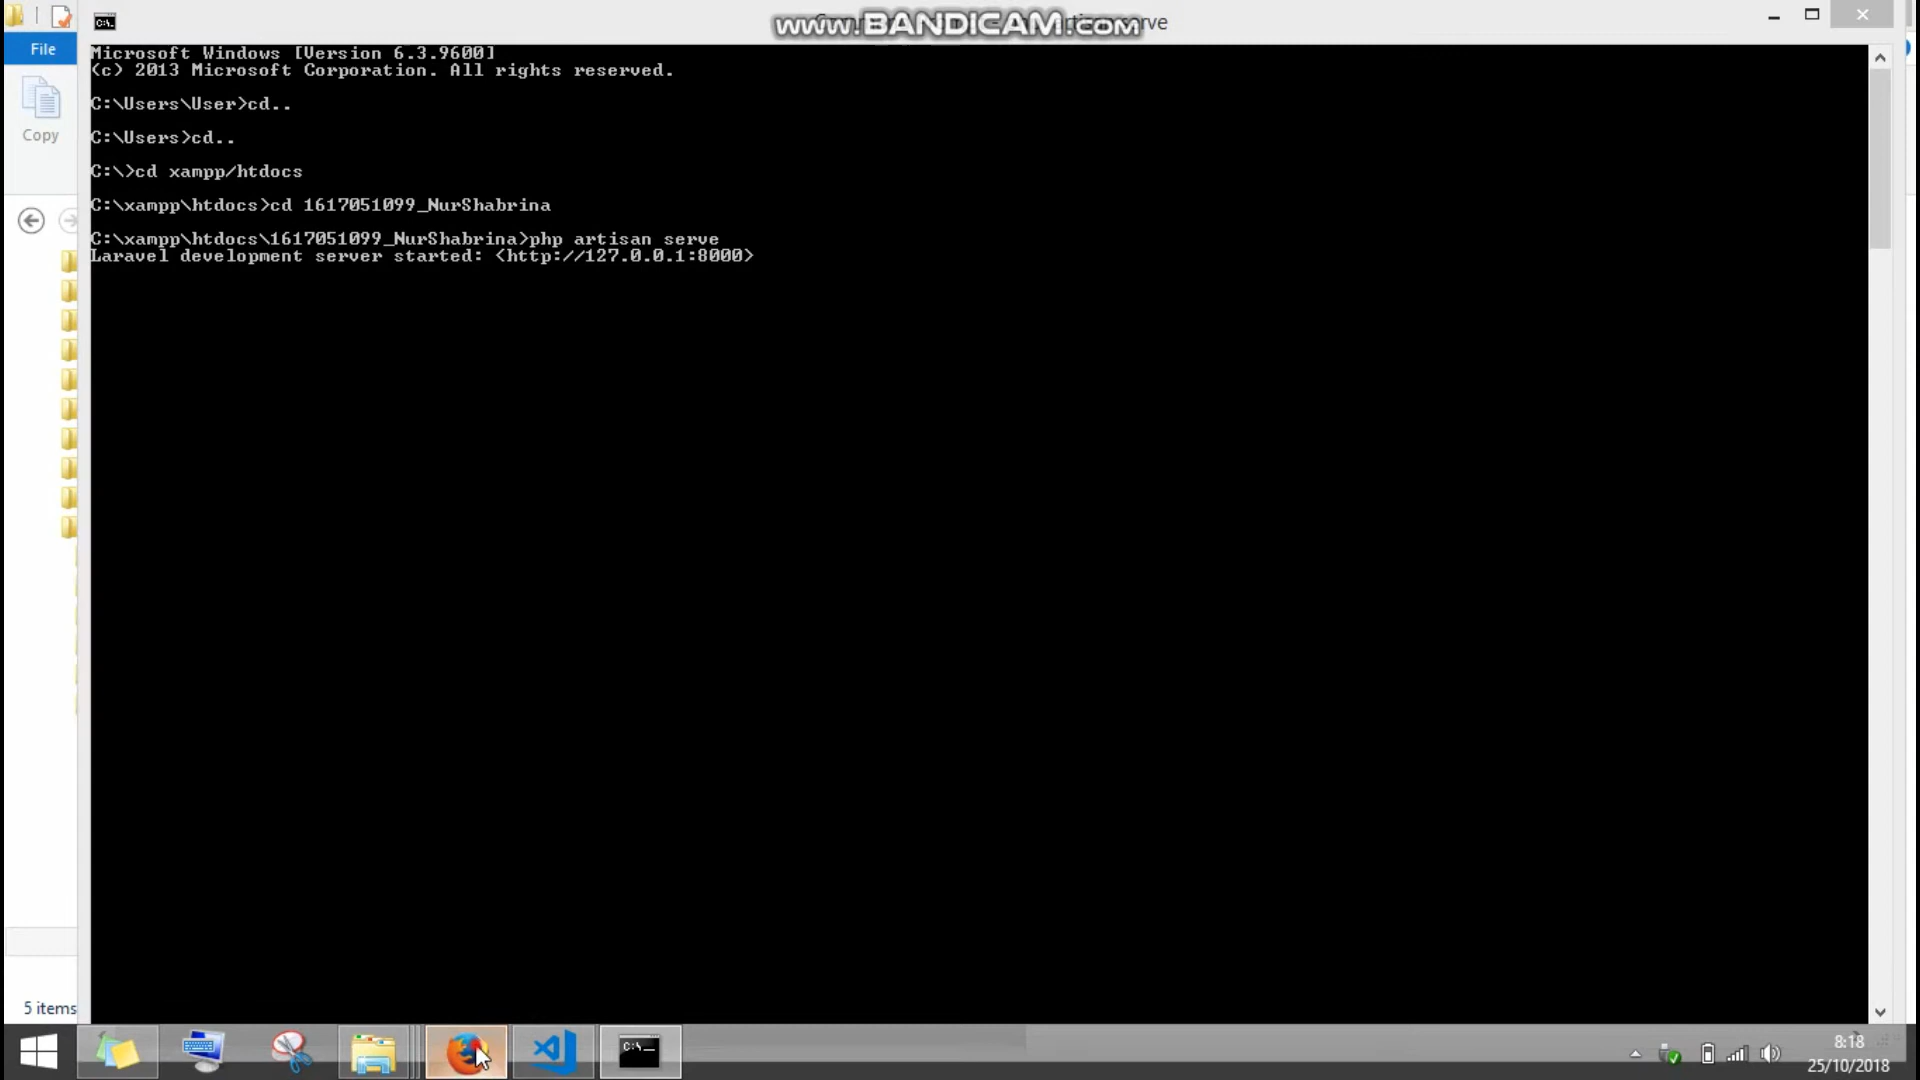 www.BANDICAM.com
serve
File
Copy
Microsoft Windows [Version 6.3.9600]
(c) 2013 Microsoft Corporation. All rights reserved.
C:\Users\User>cd..
C:\Users>cd..
C:\>cd xampp/htdocs
C:\xampp\htdocs>cd 1617051099_NurShabrina
C:\xampp\htdocs\1617051099_NurShabrina>php artisan serve
Laravel development server started: <http://127.0.0.1:8000>
5 items
C:\_
8:18
25/10/2018